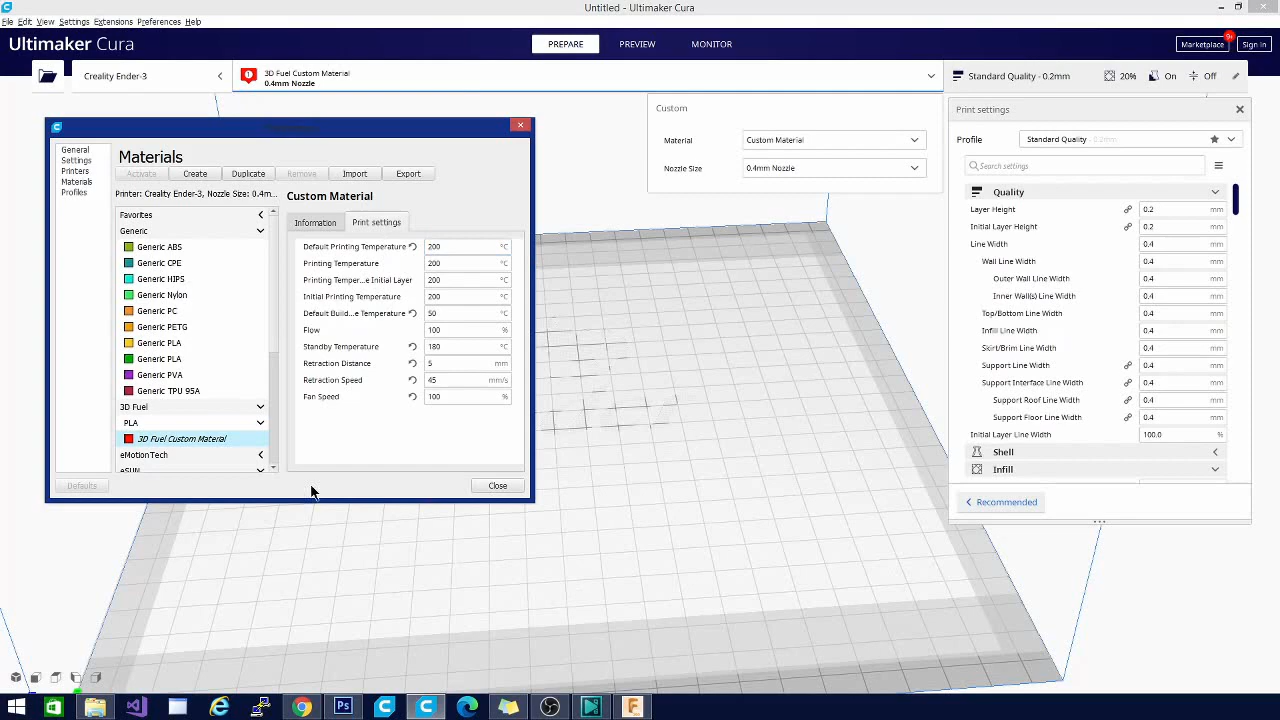 Untitled - Ultimaker Cura
File Edit View Settings Extensions Preferences Help
Ultimaker Cura
PREPARE
PREVIEW
MONITOR
Marketplace
Sign in
Creality Ender-3
3D Fuel Custom Material
0.4mm Nozzle
Standard Quality - 0.2mm
20%
On
Off
Custom
Material
Custom Material
Nozzle Size
0.4mm Nozzle
Print settings
Profile
Standard Quality - 0.2mm
Search settings
Quality
Layer Height 0.2 mm
Initial Layer Height 0.2 mm
Line Width 0.4 mm
Wall Line Width 0.4 mm
Outer Wall Line Width 0.4 mm
Inner Wall(s) Line Width 0.4 mm
Top/Bottom Line Width 0.4 mm
Infill Line Width 0.4 mm
Skirt/Brim Line Width 0.4 mm
Support Line Width 0.4 mm
Support Interface Line Width 0.4 mm
Support Roof Line Width 0.4 mm
Support Floor Line Width 0.4 mm
Initial Layer Line Width 100.0 %
Shell
Infill
Recommended
General
Settings
Printers
Materials
Profiles
Materials
Activate
Create
Duplicate
Remove
Import
Export
Printer: Creality Ender-3, Nozzle Size: 0.4m
Favorites
Generic
Generic ABS
Generic CPE
Generic HIPS
Generic Nylon
Generic PC
Generic PETG
Generic PLA
Generic PLA
Generic PVA
Generic TPU 95A
3D Fuel
PLA
3D Fuel Custom Material
eMotionTech
eSUN
Custom Material
Information
Print settings
Default Printing Temperature 200 °C
Printing Temperature 200 °C
Printing Temper...e Initial Layer 200 °C
Initial Printing Temperature 200 °C
Default Build...e Temperature 50 °C
Flow 100 %
Standby Temperature 180 °C
Retraction Distance 5 mm
Retraction Speed 45 mm/s
Fan Speed 100 %
Defaults
Close